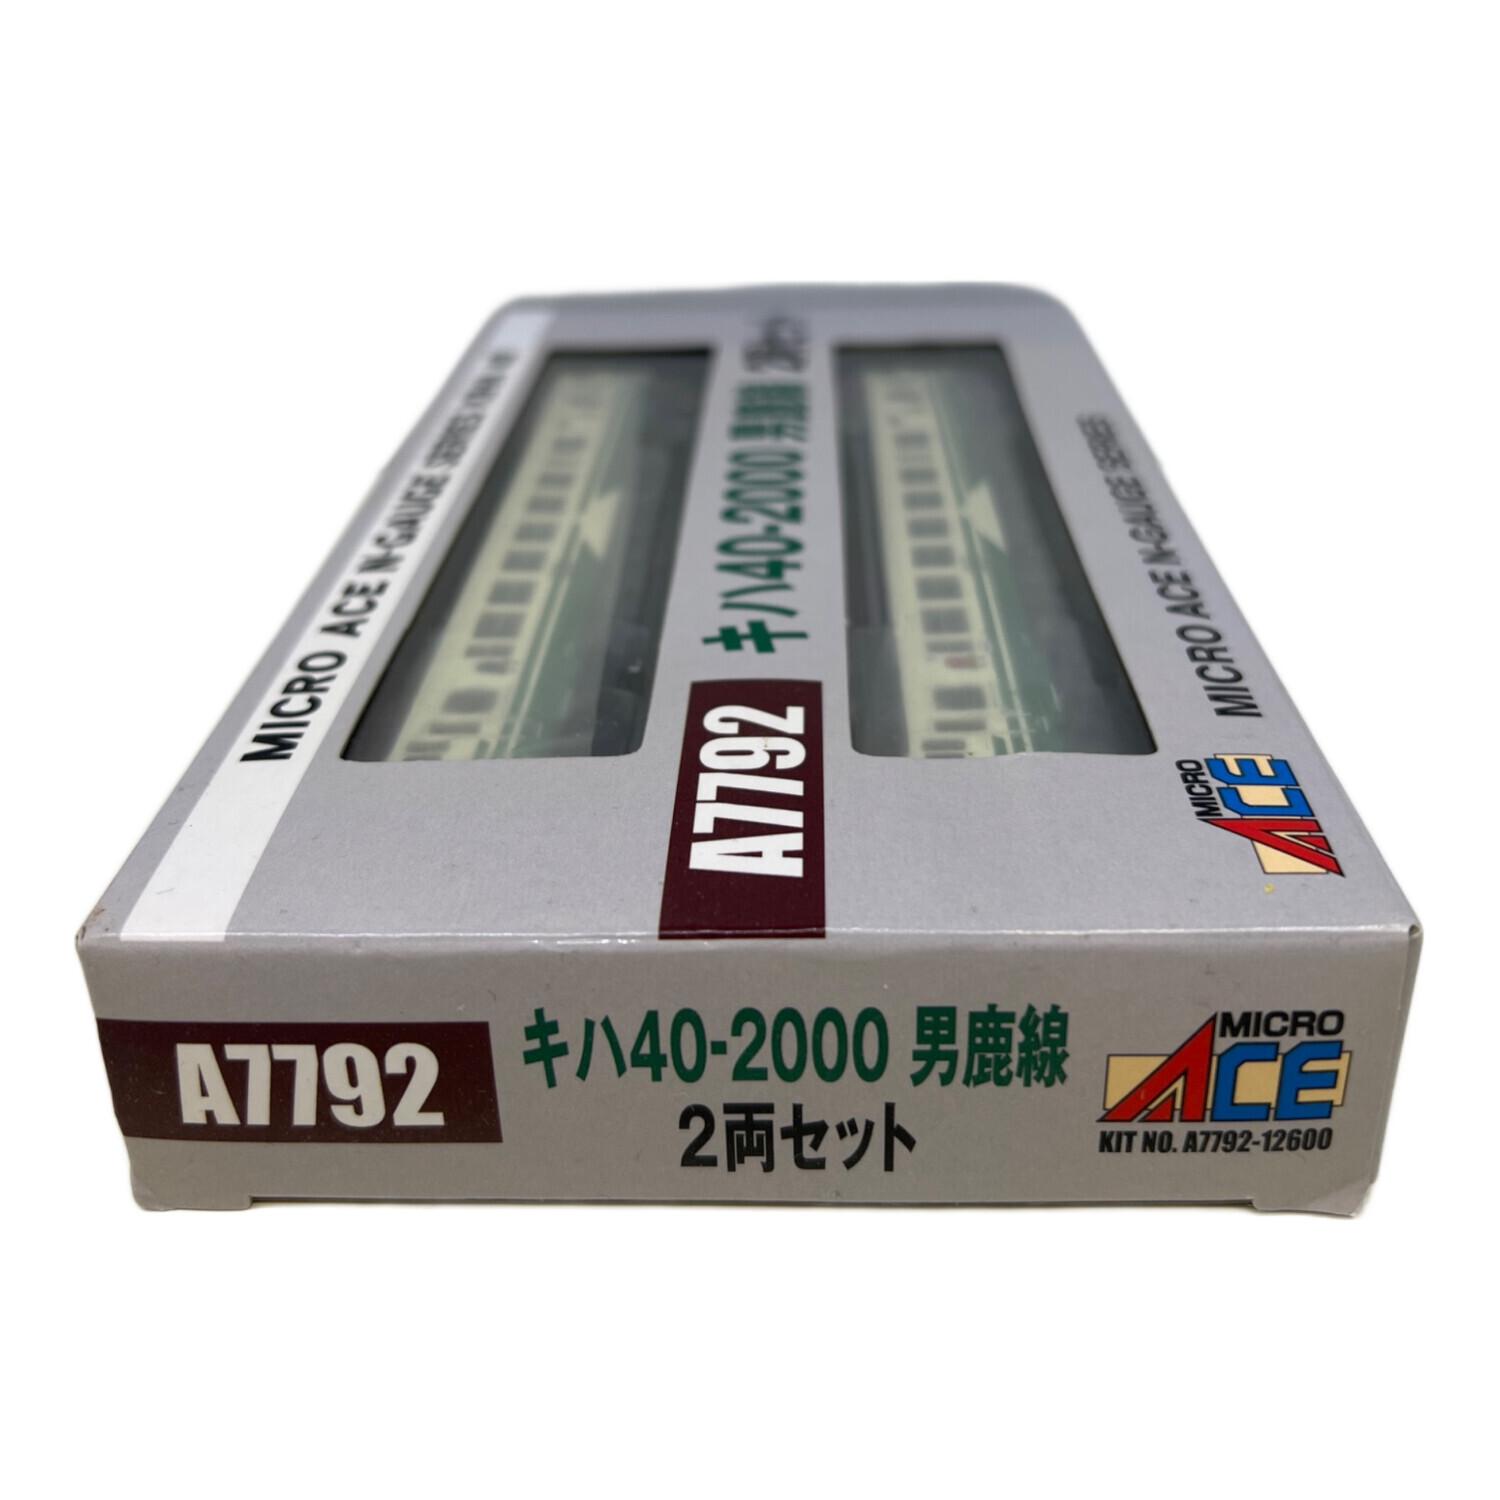 MICRO ACE N-GAUGE SERIES
キハ40-2000 男鹿線 2両セット
A7792
MICRO ACE N-GAUGE SERIES
MICRO ACE
A7792
キハ40-2000 男鹿線
2両セット
MICRO ACE
KIT NO. A7792-12600